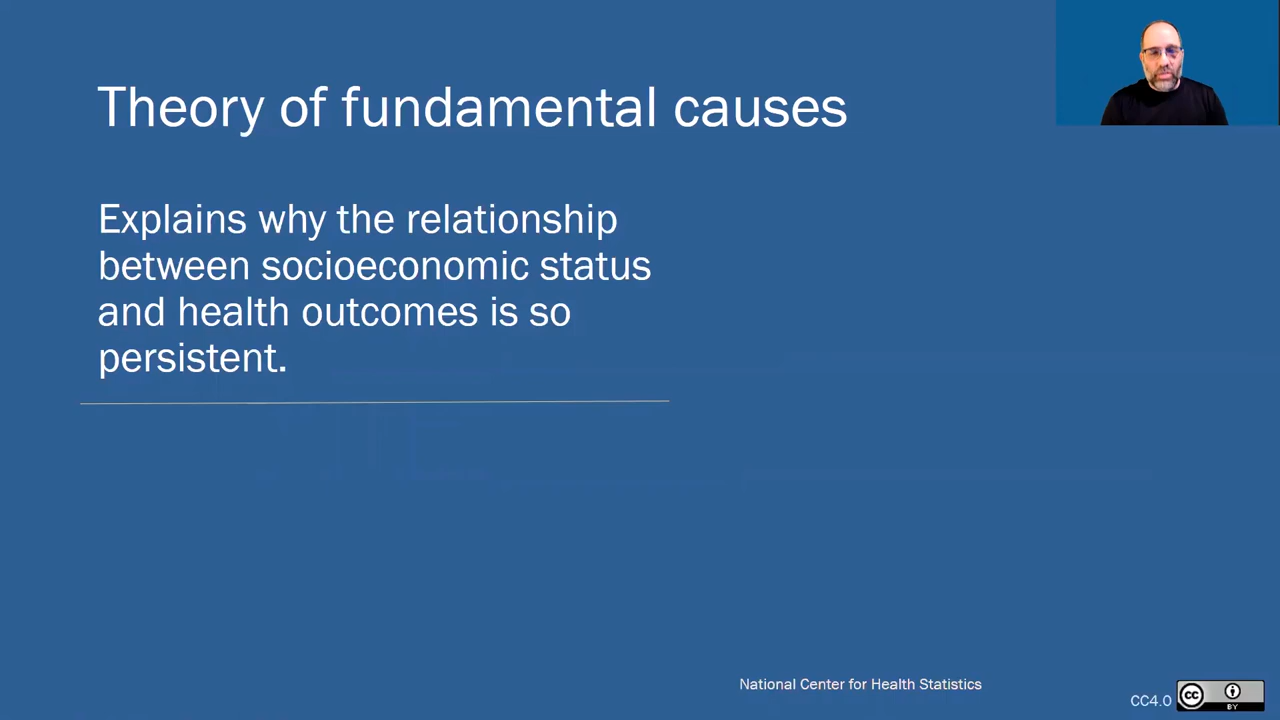 Theory of fundamental causes
Explains why the relationship
between socioeconomic status
and health outcomes is so
persistent.
National Center for Health Statistics
CC4.0
cc
BY